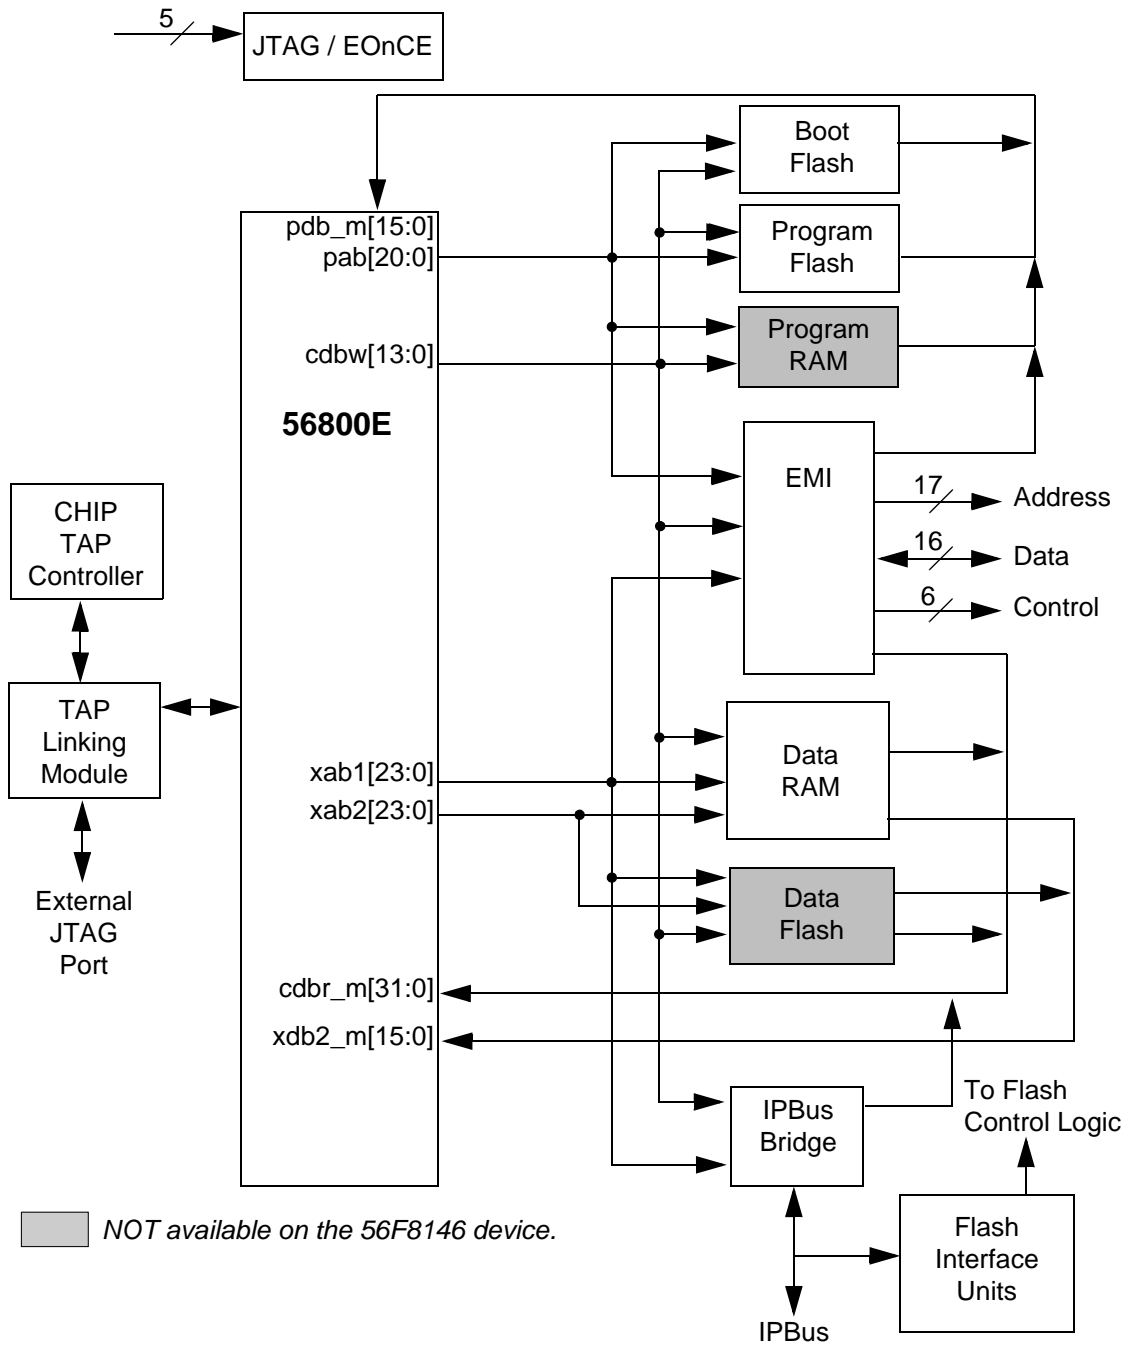 5
JTAG / EOnCE
Boot
Flash
pdb_m[15:0]
pab[20:0]
Program
Flash
cdbw[13:0]
Program
RAM
56800E
EMI
17
Address
16
Data
6
Control
CHIP
TAP
Controller
TAP
Linking
Module
External
JTAG
Port
xab1[23:0]
xab2[23:0]
Data
RAM
Data
Flash
cdbr_m[31:0]
xdb2_m[15:0]
IPBus
Bridge
To Flash
Control Logic
Flash
Interface
Units
IPBus
NOT available on the 56F8146 device.